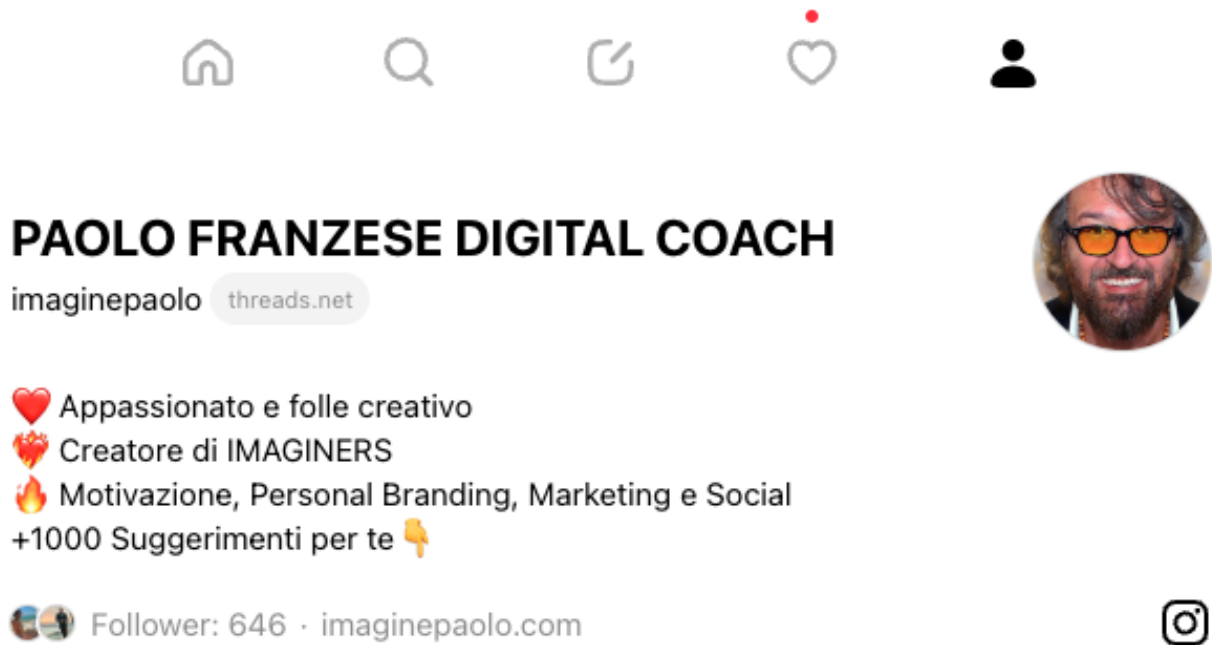 PAOLO FRANZESE DIGITAL COACH
imaginepaolo threads.net
❤️ Appassionato e folle creativo
❤️‍🔥 Creatore di IMAGINERS
🔥 Motivazione, Personal Branding, Marketing e Social
+1000 Suggerimenti per te 👇
Follower: 646 · imaginepaolo.com